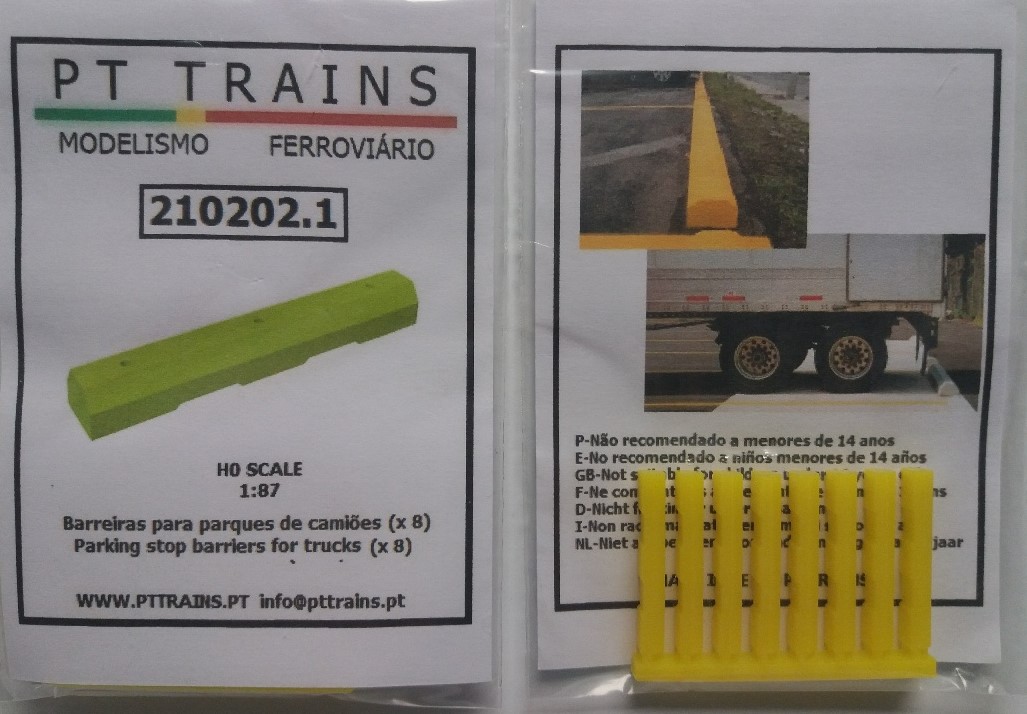 PT TRAINS
MODELISMO FERROVIÁRIO
210202.1
H0 SCALE
1:87
Barreiras para parques de camiões (x 8)
Parking stop barriers for trucks (x 8)
WWW.PTTRAINS.PT info@pttrains.pt
P-Não recomendado a menores de 14 anos
E-No recomendado a niños menores de 14 años
GB-Not
F-Ne
D-Nicht
I-Non
NL-Niet jaar